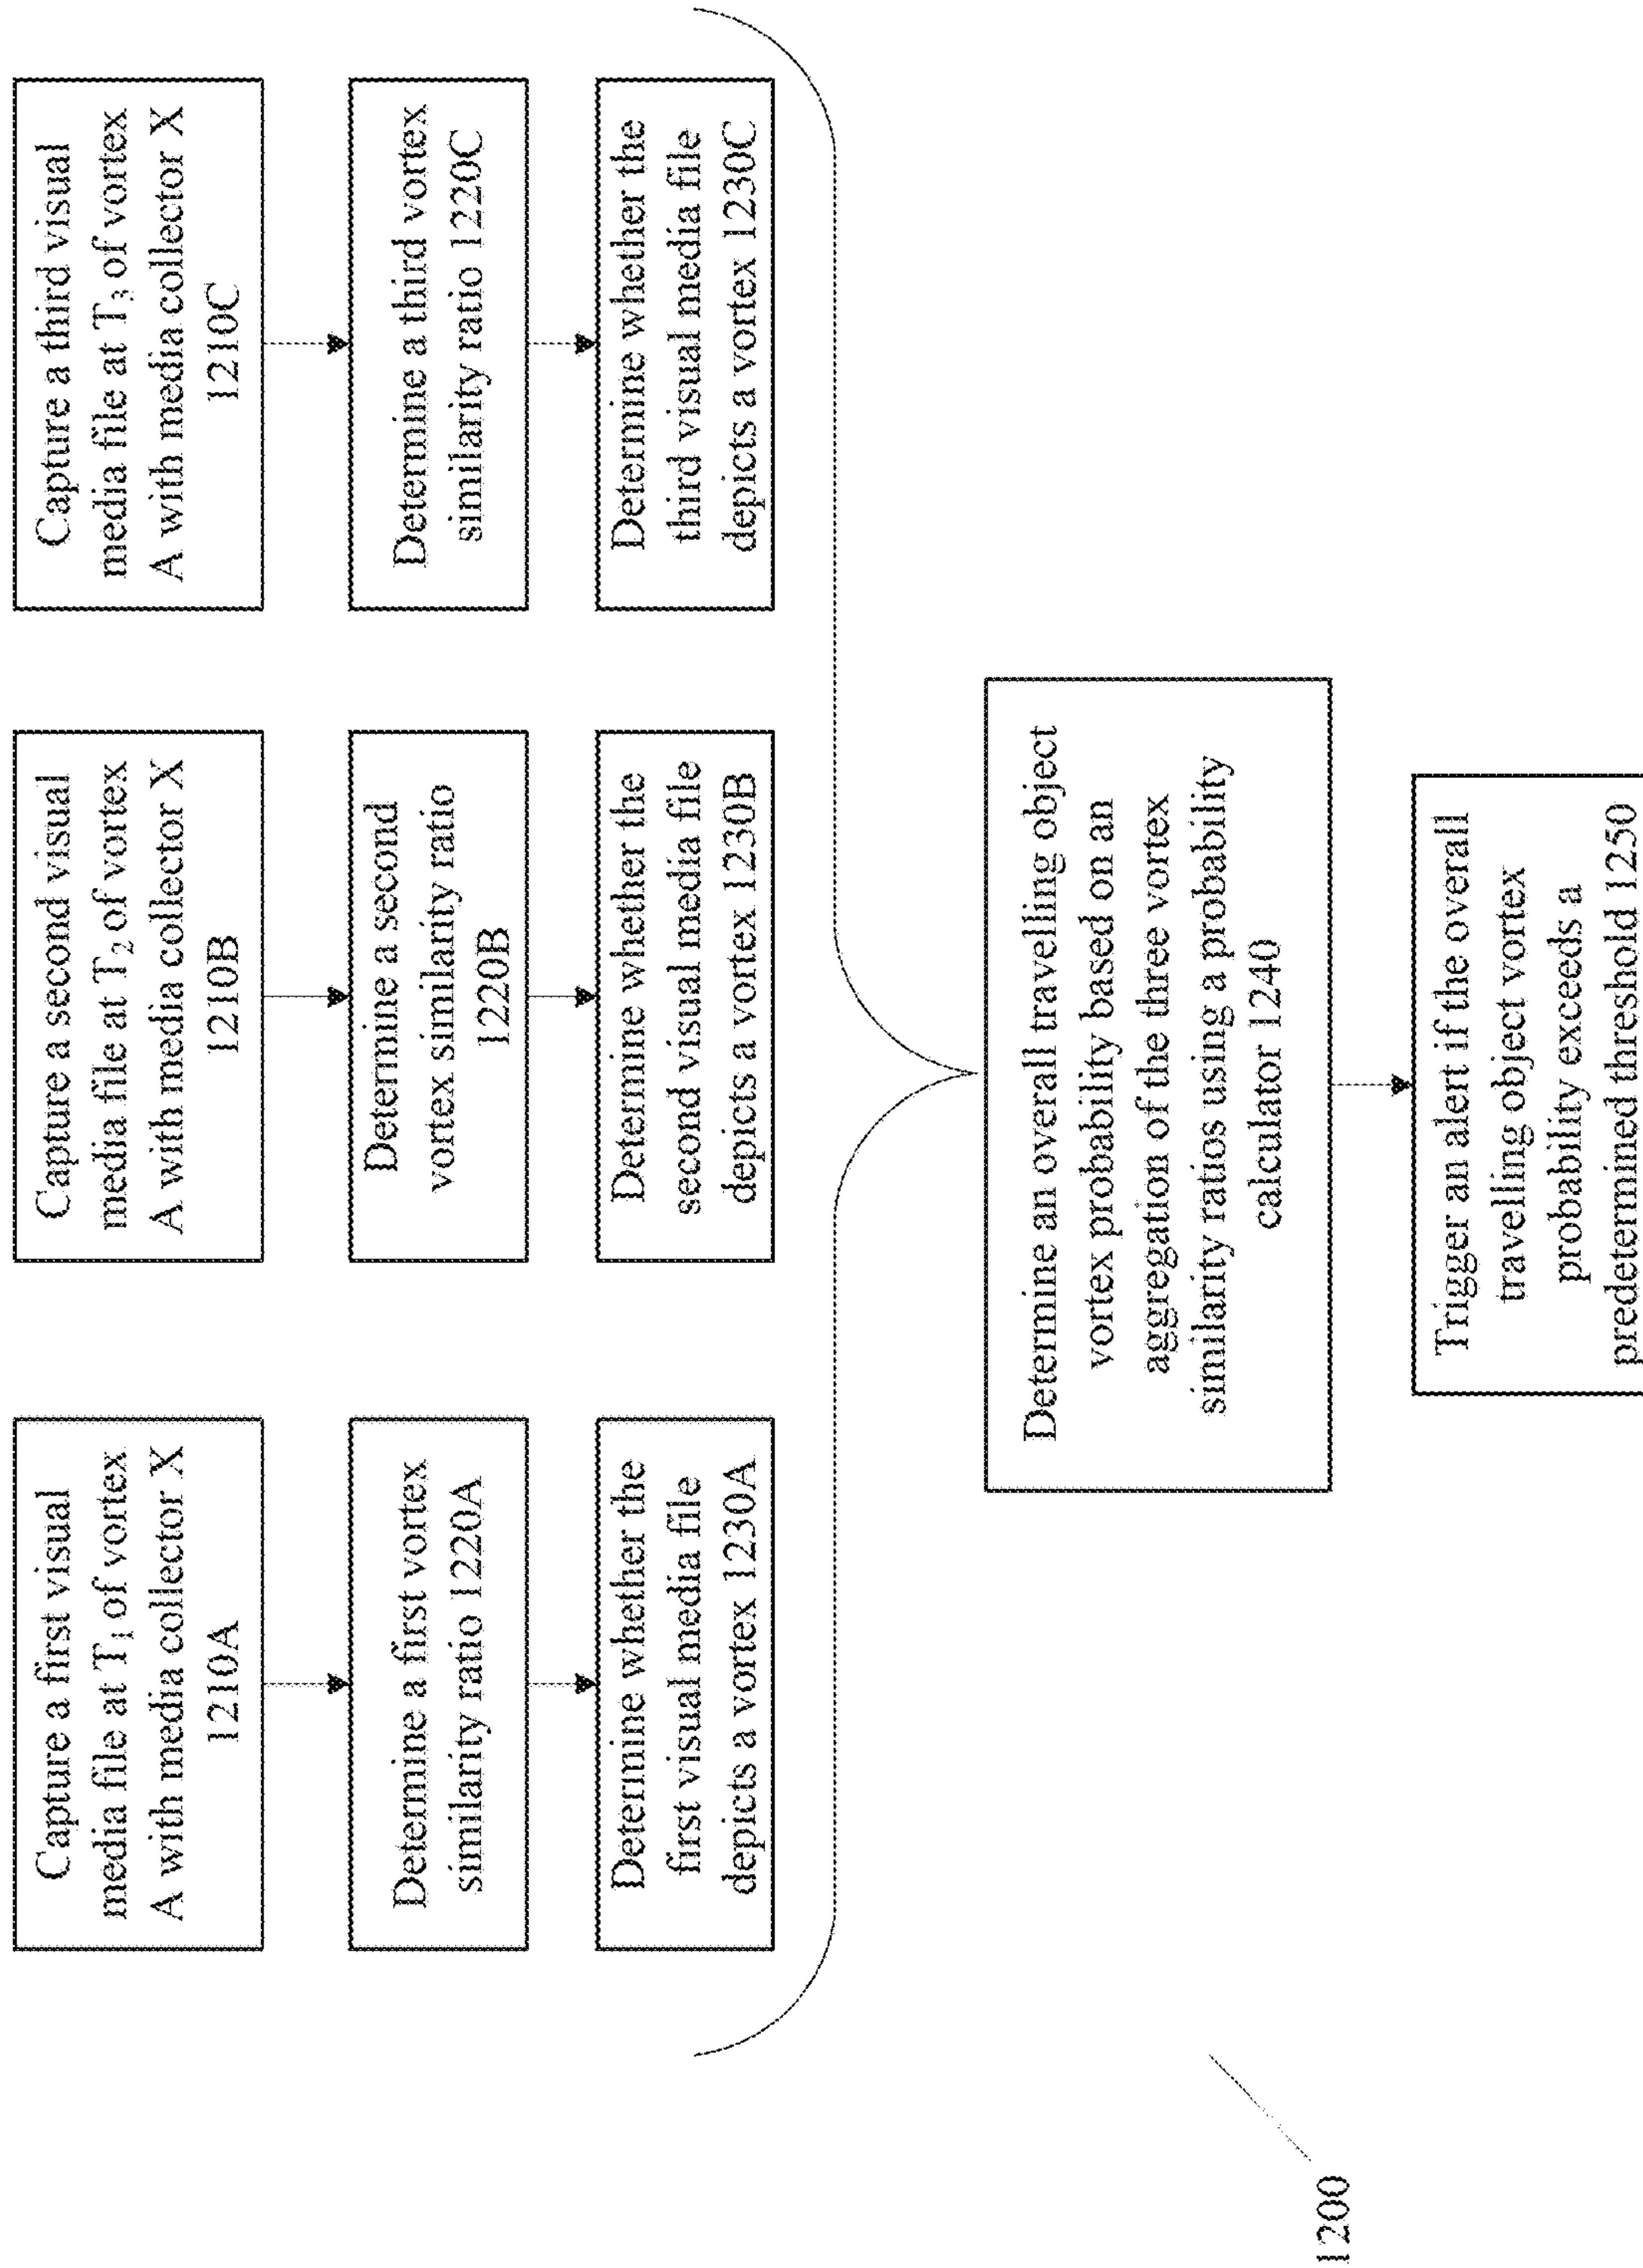 Capture a first visual
media file at T1 of vortex
A with media collector X
1210A
Determine a first vortex
similarity ratio 1220A
Determine whether the
first visual media file
depicts a vortex 1230A
Capture a second visual
media file at T2 of vortex
A with media collector X
1210B
Determine a second
vortex similarity ratio
1220B
Determine whether the
second visual media file
depicts a vortex 1230B
Capture a third visual
media file at T3 of vortex
A with media collector X
1210C
Determine a third vortex
similarity ratio 1220C
Determine whether the
third visual media file
depicts a vortex 1230C
Determine an overall travelling object
vortex probability based on an
aggregation of the three vortex
similarity ratios using a probability
calculator 1240
Trigger an alert if the overall
travelling object vortex
probability exceeds a
predetermined threshold 1250
1200